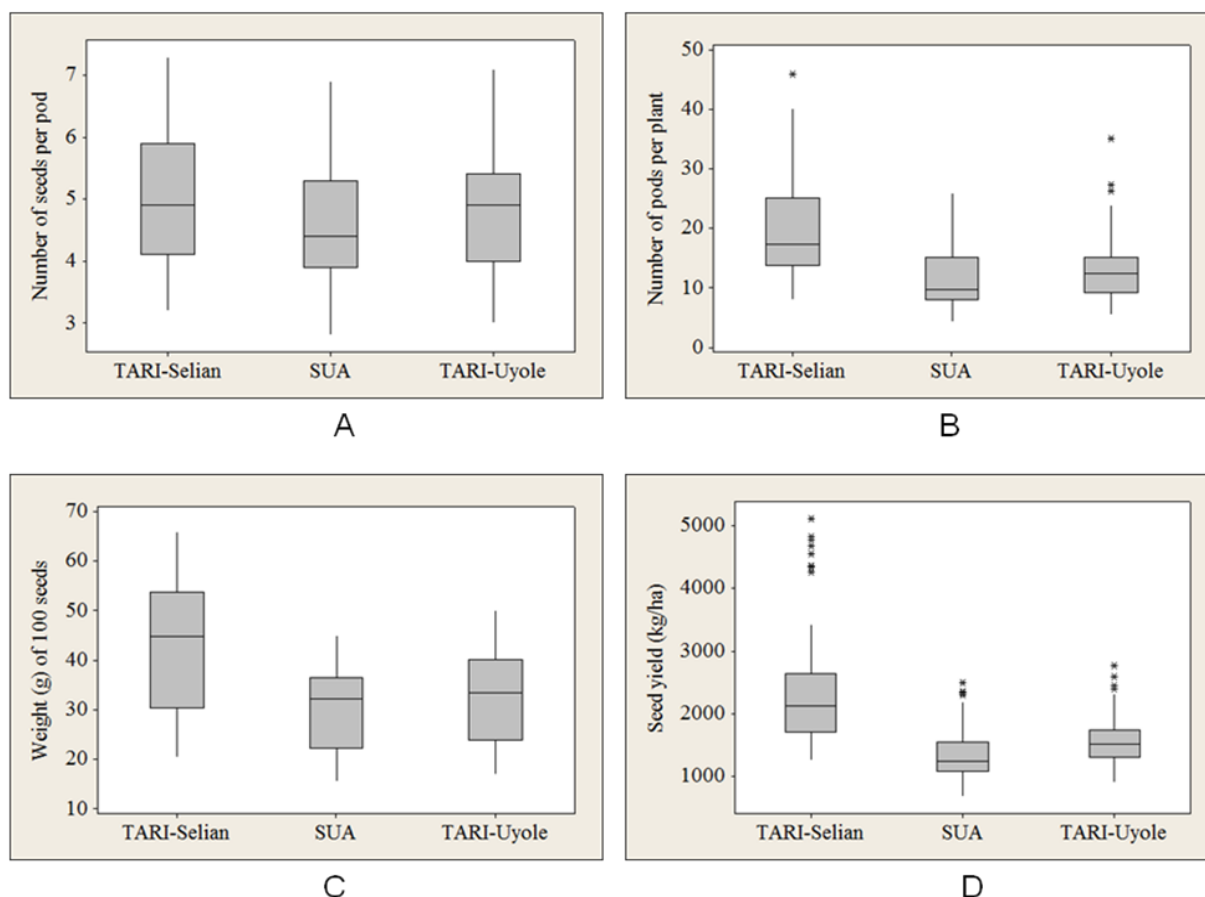 Number of seeds per pod
7
6
5
4
3
TARI-Selian SUA TARI-Uyole
A
Number of pods per plant
50
40
30
20
10
0
TARI-Selian SUA TARI-Uyole
B
Weight (g) of 100 seeds
70
60
50
40
30
20
10
TARI-Selian SUA TARI-Uyole
C
Seed yield (kg/ha)
5000
4000
3000
2000
1000
TARI-Selian SUA TARI-Uyole
D